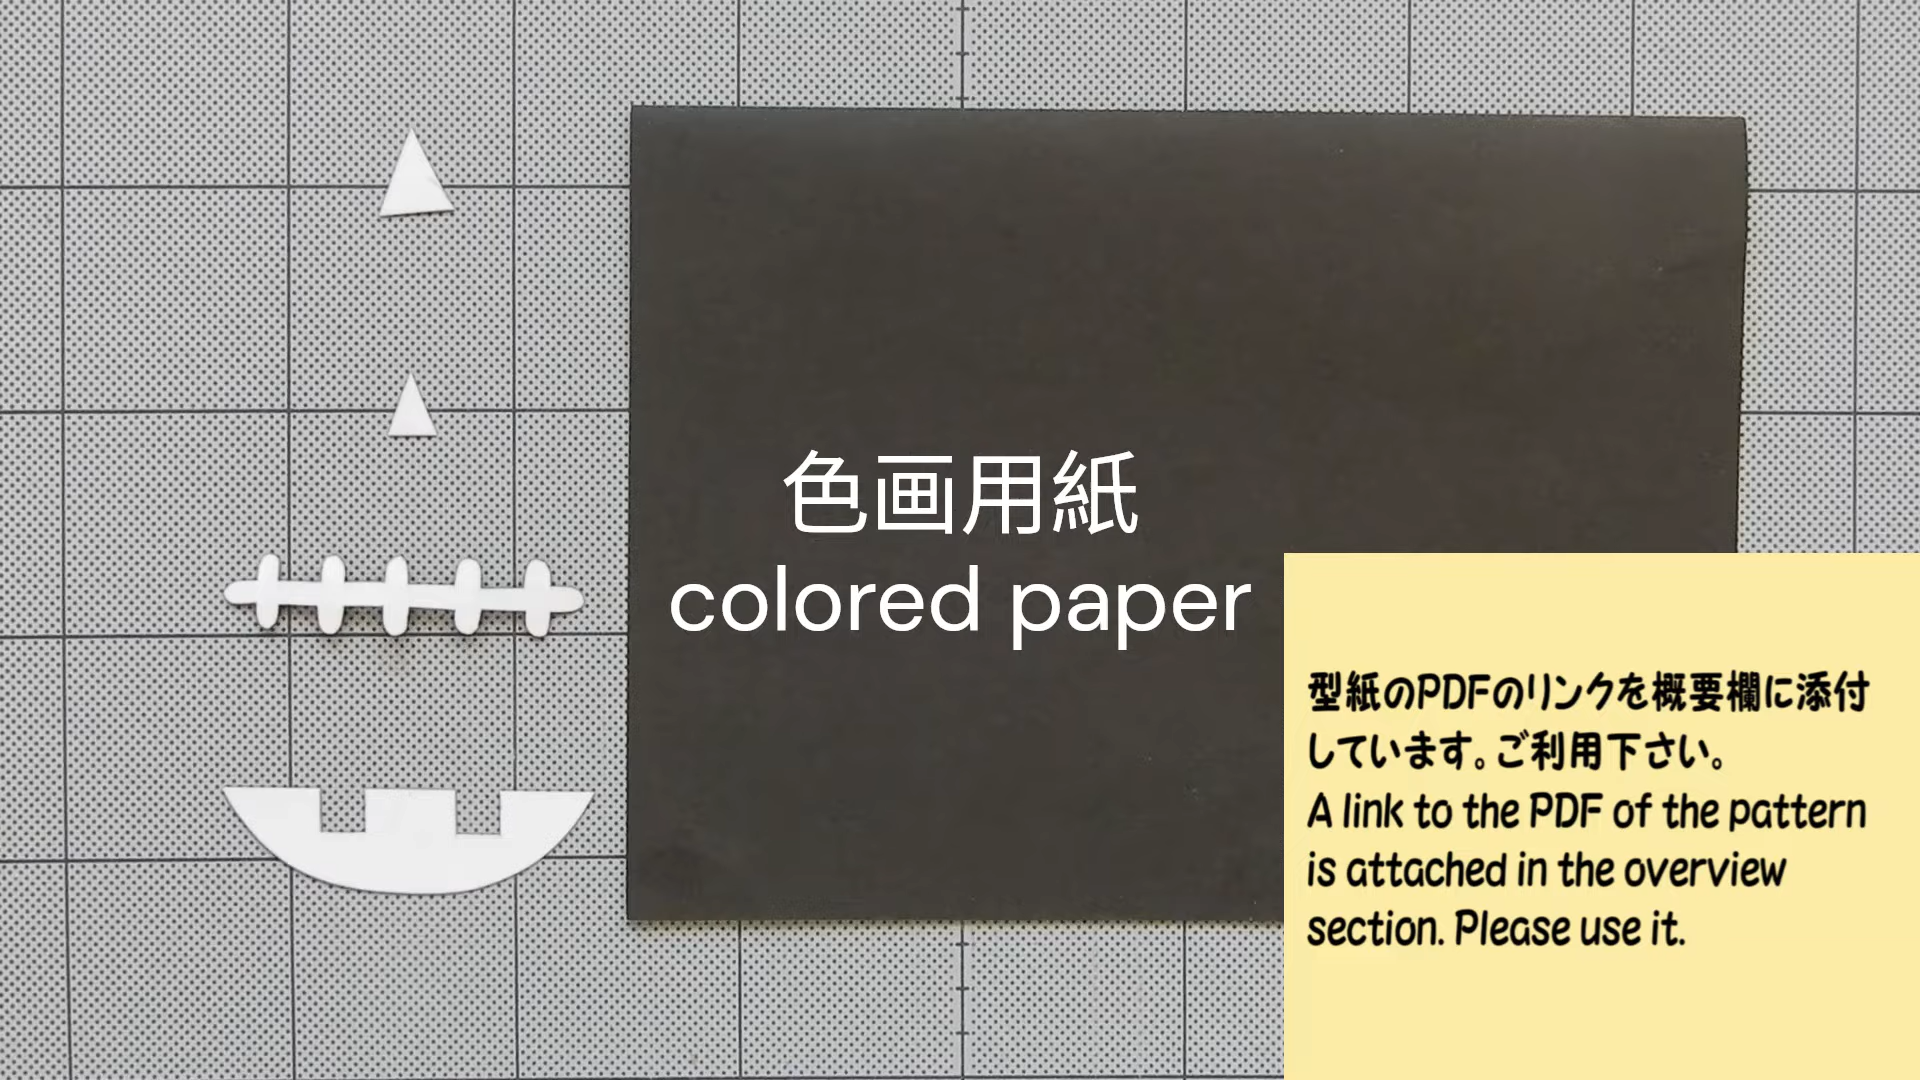 色画用紙
colored paper
型紙のPDFのリンクを概要欄に添付
しています。ご利用下さい。
A link to the PDF of the pattern
is attached in the overview
section. Please use it.